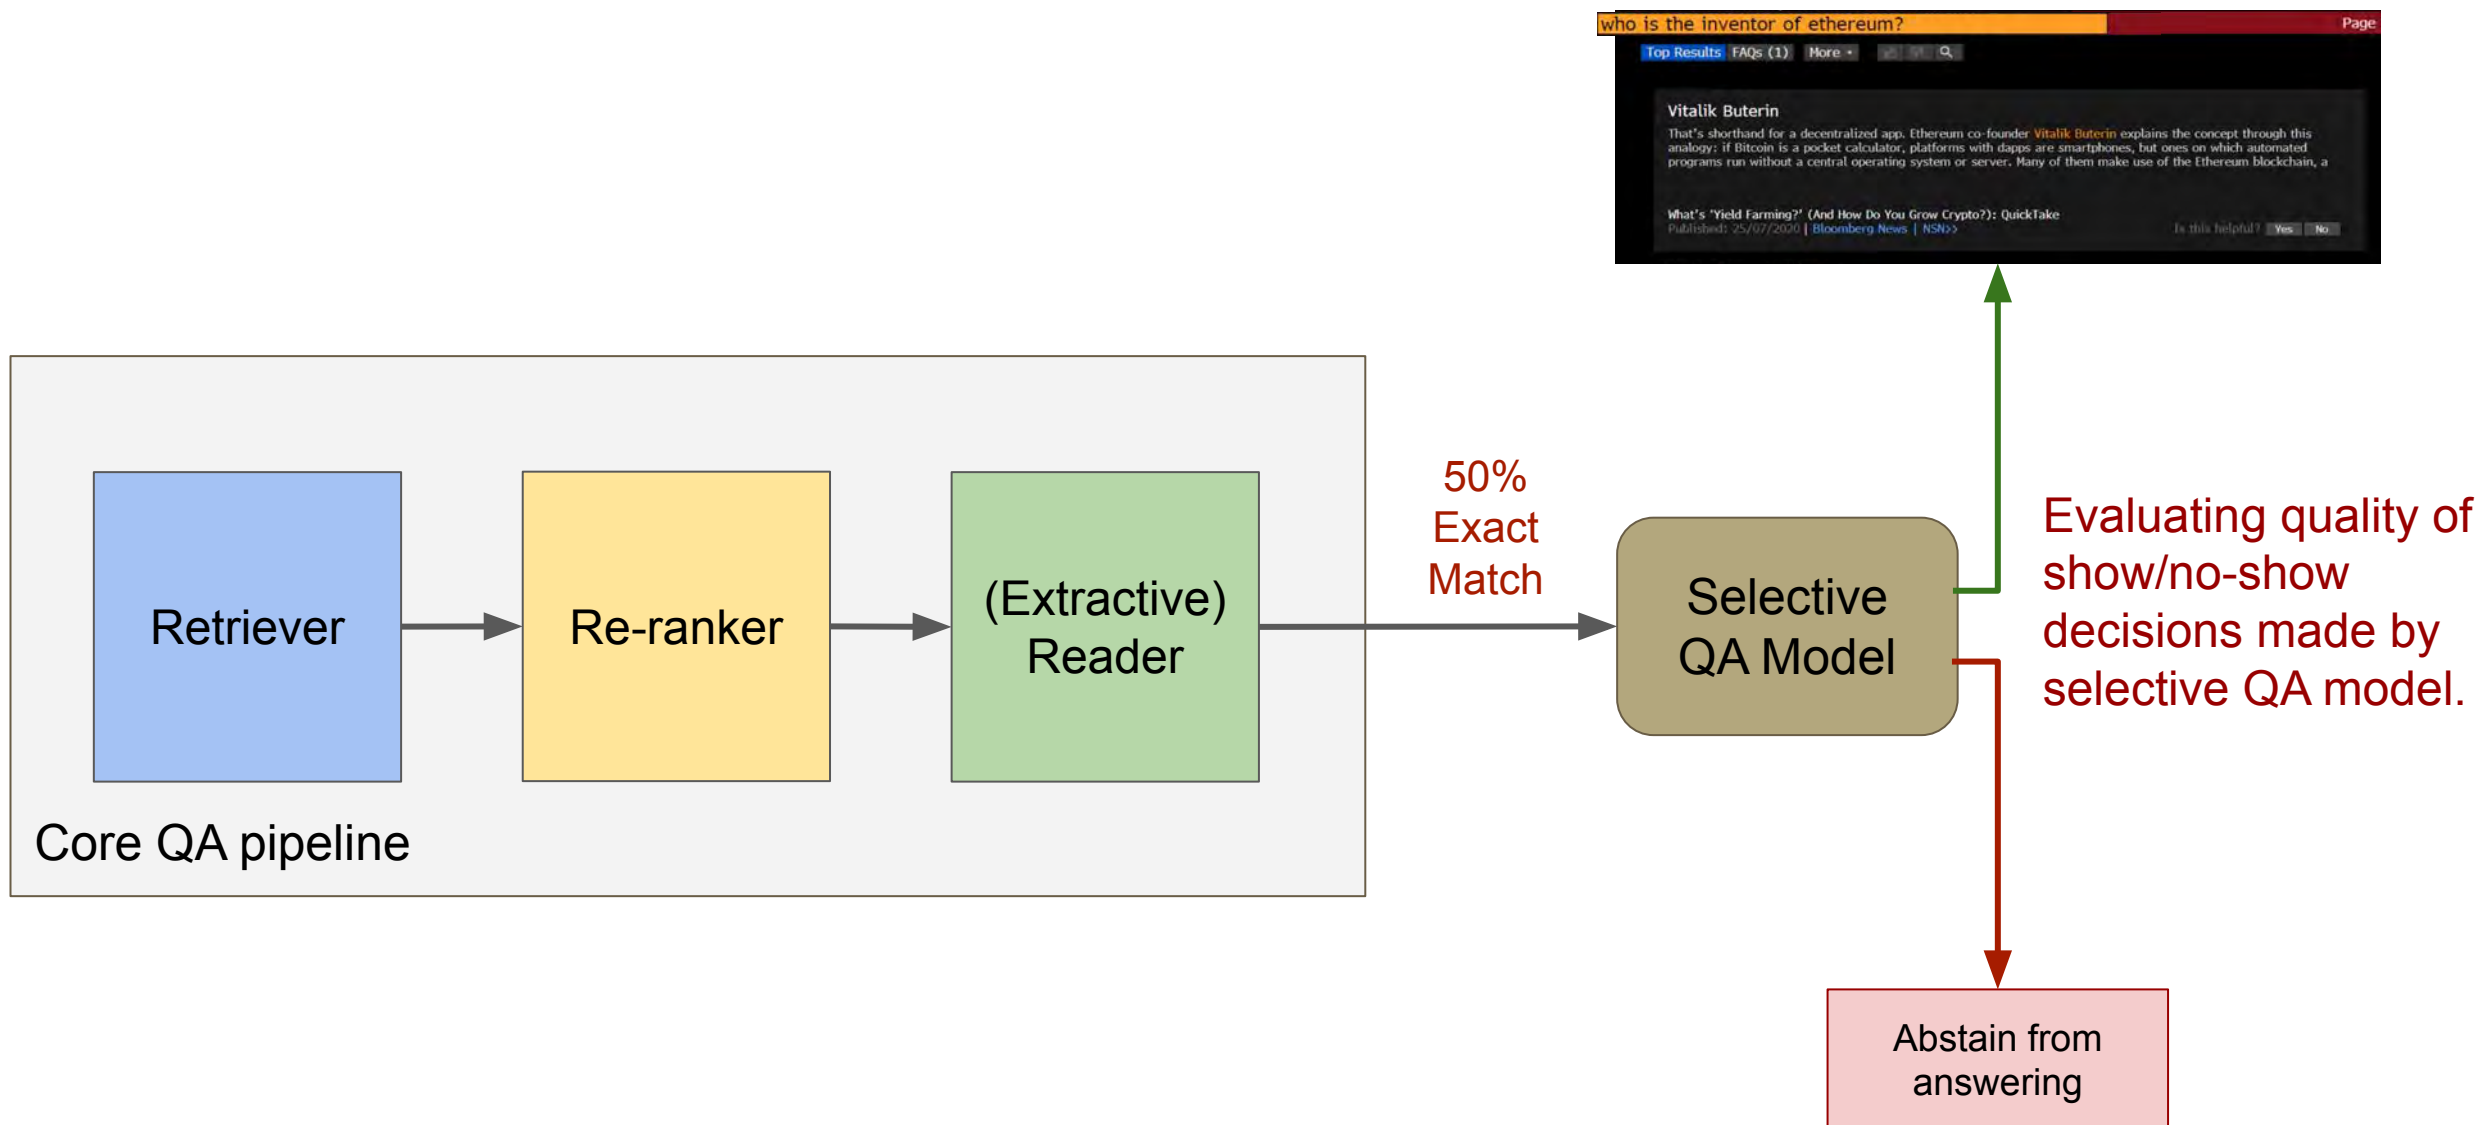 who is the inventor of ethereum?
Page
Top Results FAQs (1) More
Vitalik Buterin
That's shorthand for a decentralized app. Ethereum co-founder Vitalik Buterin explains the concept through this
analogy: if Bitcoin is a pocket calculator, platforms with dapps are smartphones, but ones on which automated
programs run without a central operating system or server. Many of them make use of the Ethereum blockchain, a
What's 'Yield Farming?' (And How Do You Grow Crypto?): QuickTake
Published: 25/07/2020 | Bloomberg News | NSN>>
Is this helpful? Yes No
50%
Exact
Match
Retriever
Re-ranker
(Extractive)
Reader
Core QA pipeline
Selective
QA Model
Evaluating quality of
show/no-show
decisions made by
selective QA model.
Abstain from
answering